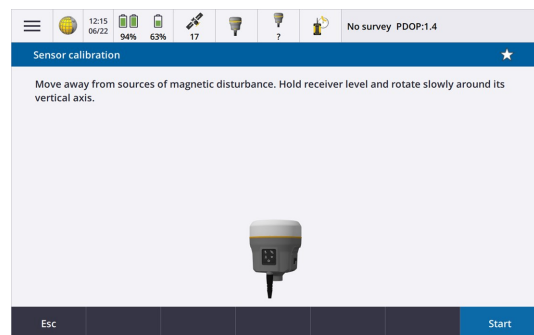 12:15
06/22
94%
63%
17
?
No survey PDOP:1.4
Sensor calibration
Move away from sources of magnetic disturbance. Hold receiver level and rotate slowly around its
vertical axis.
Esc
Start